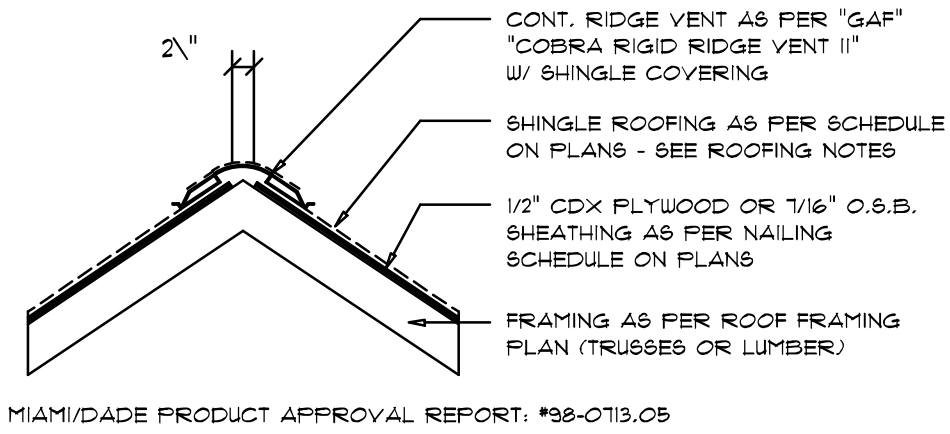 2\"
CONT. RIDGE VENT AS PER "GAF"
"COBRA RIGID RIDGE VENT II"
W/ SHINGLE COVERING
SHINGLE ROOFING AS PER SCHEDULE
ON PLANS - SEE ROOFING NOTES
1/2" CDX PLYWOOD OR 7/16" O.S.B.
SHEATHING AS PER NAILING
SCHEDULE ON PLANS
FRAMING AS PER ROOF FRAMING
PLAN (TRUSSES OR LUMBER)
MIAMI/DADE PRODUCT APPROVAL REPORT: #98-0713.05